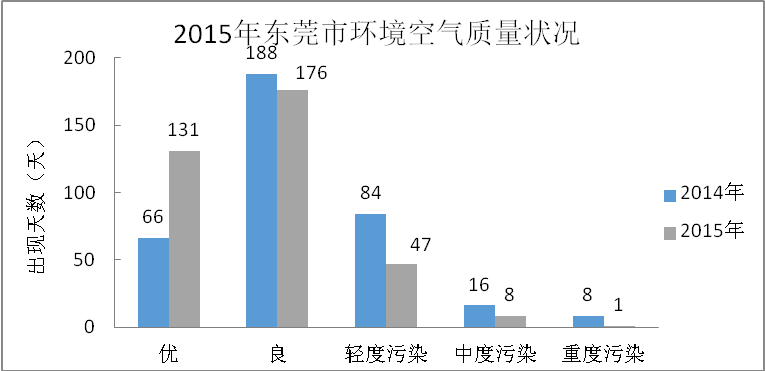 2015年东莞市环境空气质量状况
出现天数（天）
200
150
100
50
0
66
131
188
176
84
47
16
8
8
1
优
良
轻度污染
中度污染
重度污染
2014年
2015年